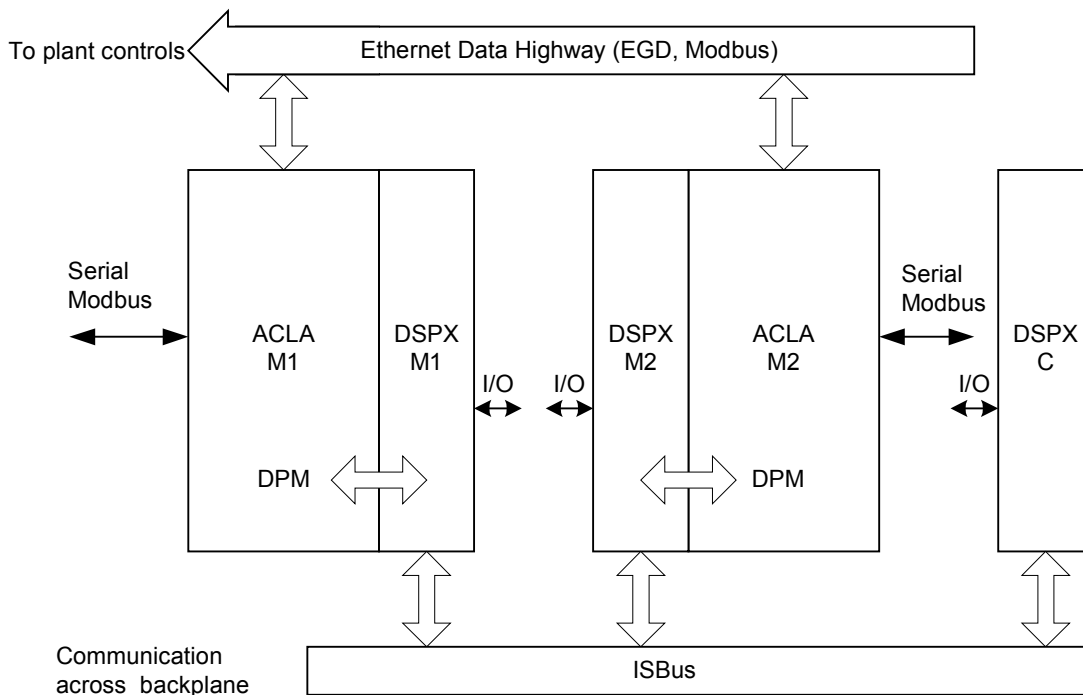 To plant controls
Ethernet Data Highway (EGD, Modbus)
Serial
Modbus
ACLA
M1
DSPX
M1
I/O
I/O
DSPX
M2
ACLA
M2
Serial
Modbus
I/O
DSPX
C
DPM
DPM
Communication
across backplane
ISBus